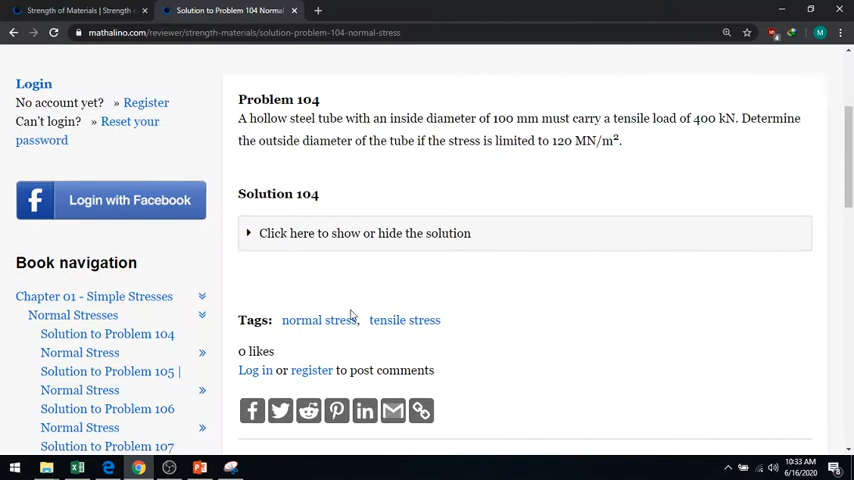 Strength of Materials | Strength o
Solution to Problem 104 Normal
mathalino.com/reviewer/strength-materials/solution-problem-104-normal-stress
4
M
Login
No account yet? » Register
Can't login? » Reset your
password
f Login with Facebook
Book navigation
Chapter 01 - Simple Stresses
Normal Stresses
Solution to Problem 104
Normal Stress
Solution to Problem 105 |
Normal Stress
Solution to Problem 106
Normal Stress
Solution to Problem 107
Problem 104
A hollow steel tube with an inside diameter of 100 mm must carry a tensile load of 400 kN. Determine
the outside diameter of the tube if the stress is limited to 120 MN/m².
Solution 104
Click here to show or hide the solution
Tags: normal stress, tensile stress
0 likes
Log in or register to post comments
10:33 AM
6/16/2020